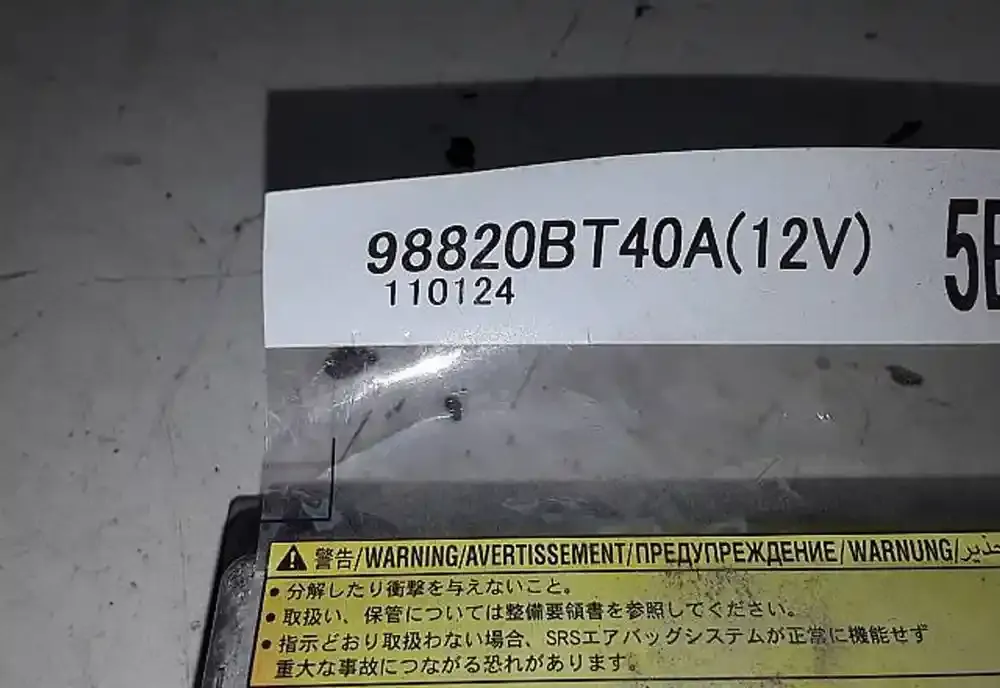 98820BT40A(12V)
110124
警告/WARNING/AVERTISSEMENT/ПРЕДУПРЕЖДЕНИЕ/WARNUNG/
● 分解したり衝撃を与えないこと。
● 取扱い、保管については整備要領書を参照してください。
● 指示どおり取扱わない場合、SRSエアバッグシステムが正常に機能せず
重大な事故につながる恐れがあります。